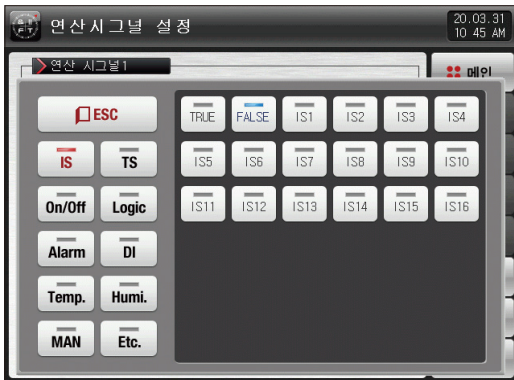 연산시그널 설정
20.03.31
10 45 AM
연산 시그널1
메인
ESC
IS TS
On/Off Logic
Alarm DI
Temp. Humi.
MAN Etc.
TRUE FALSE IS1 IS2 IS3 IS4
IS5 IS6 IS7 IS8 IS9 IS10
IS11 IS12 IS13 IS14 IS15 IS16